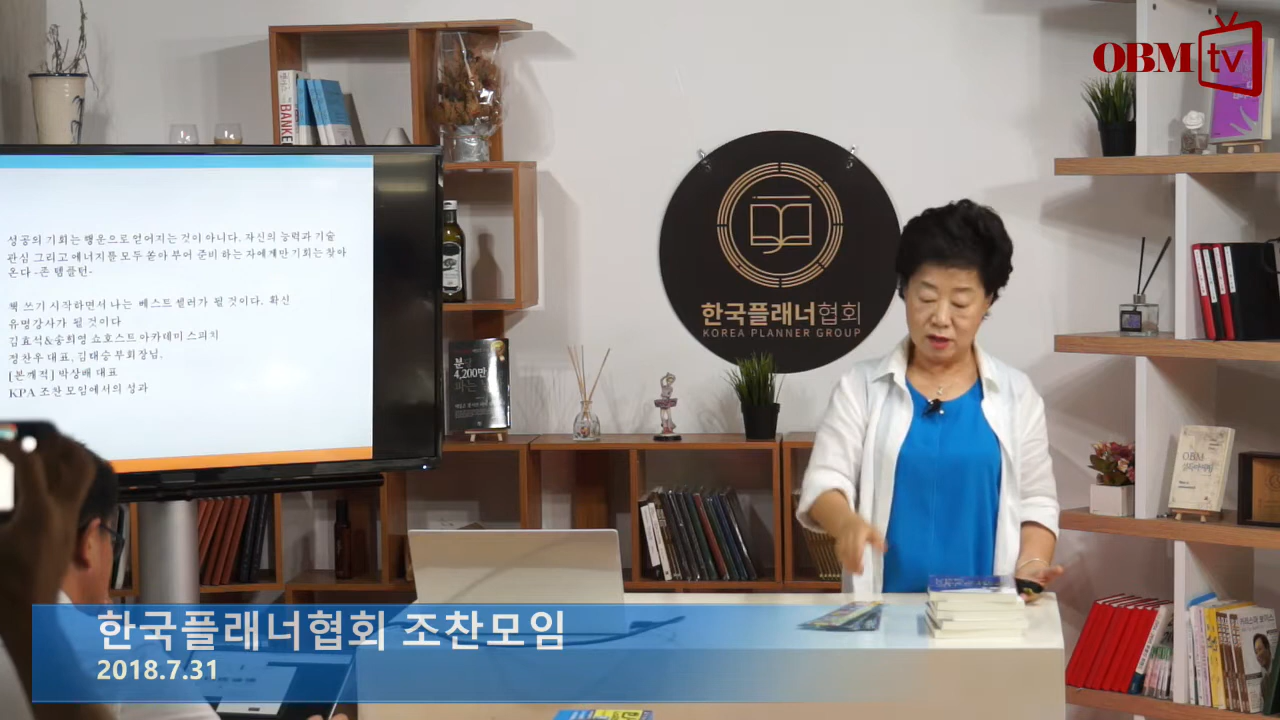 OBM tv
성공의 기회는 행운으로 얻어지는 것이 아니다. 자신의 능력과 기술
관심 그리고 에너지를 모두 쏟아 부어 준비 하는 자에게만 기회는 찾아
온다 -존 템플턴-
책 쓰기 시작하면서 나는 베스트 셀러가 될 것이다. 확신
유명강사가 될 것이다
김효석&송희영 쇼호스트 아카데미 스피치
정찬우 대표, 김태승 부회장님.
[본깨적] 박상배 대표
KPA 조찬 모임에서의 성과
한국플래너협회
KOREA PLANNER GROUP
BANKE
4,200만
OBM
한국플래너협회 조찬모임
2018.7.31